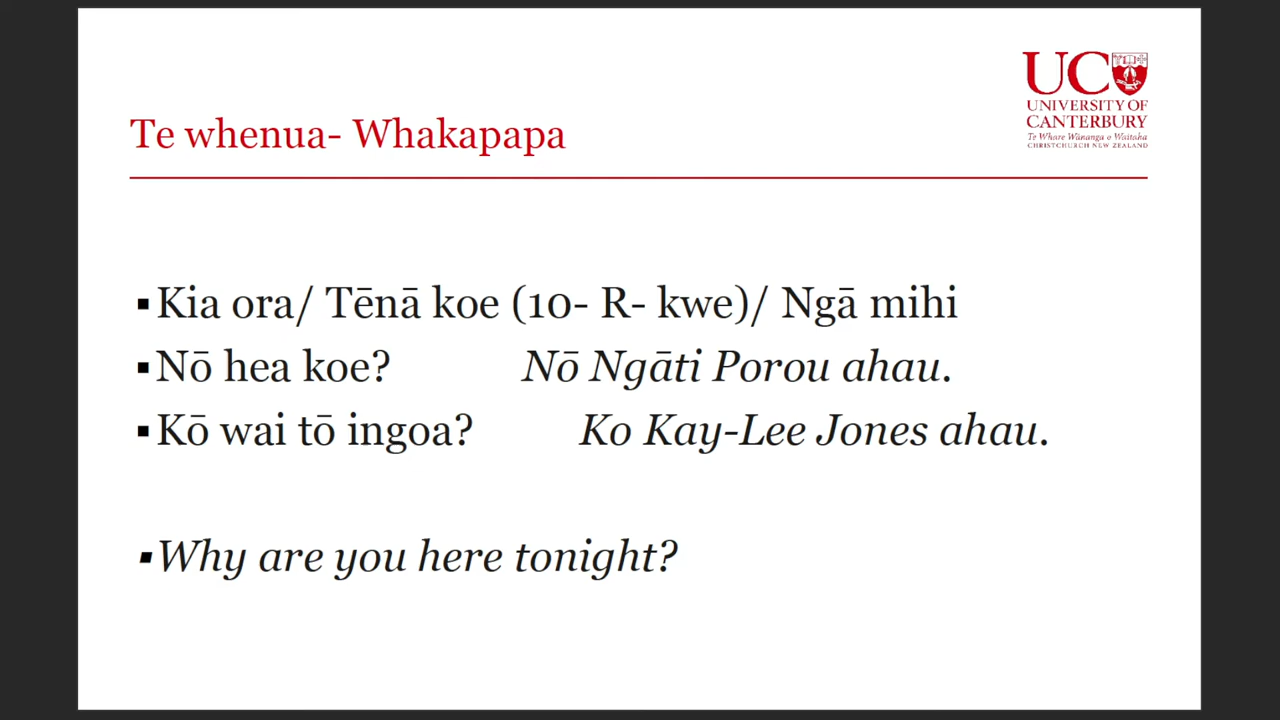 UC
UNIVERSITY OF
CANTERBURY
Te Whare Wānanga o Waitaha
CHRISTCHURCH NEW ZEALAND
Te whenua- Whakapapa
▪Kia ora/ Tēnā koe (10- R- kwe)/ Ngā mihi
▪Nō hea koe? Nō Ngāti Porou ahau.
▪Kō wai tō ingoa? Ko Kay-Lee Jones ahau.
▪Why are you here tonight?